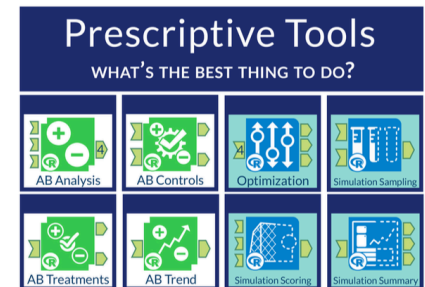 Prescriptive Tools
WHAT'S THE BEST THING TO DO?
4
4
R
R
R
R
AB Analysis
AB Controls
Optimization
Simulation Sampling
R
R
R
R
AB Treatments
AB Trend
Simulation Scoring
Simulation Summary